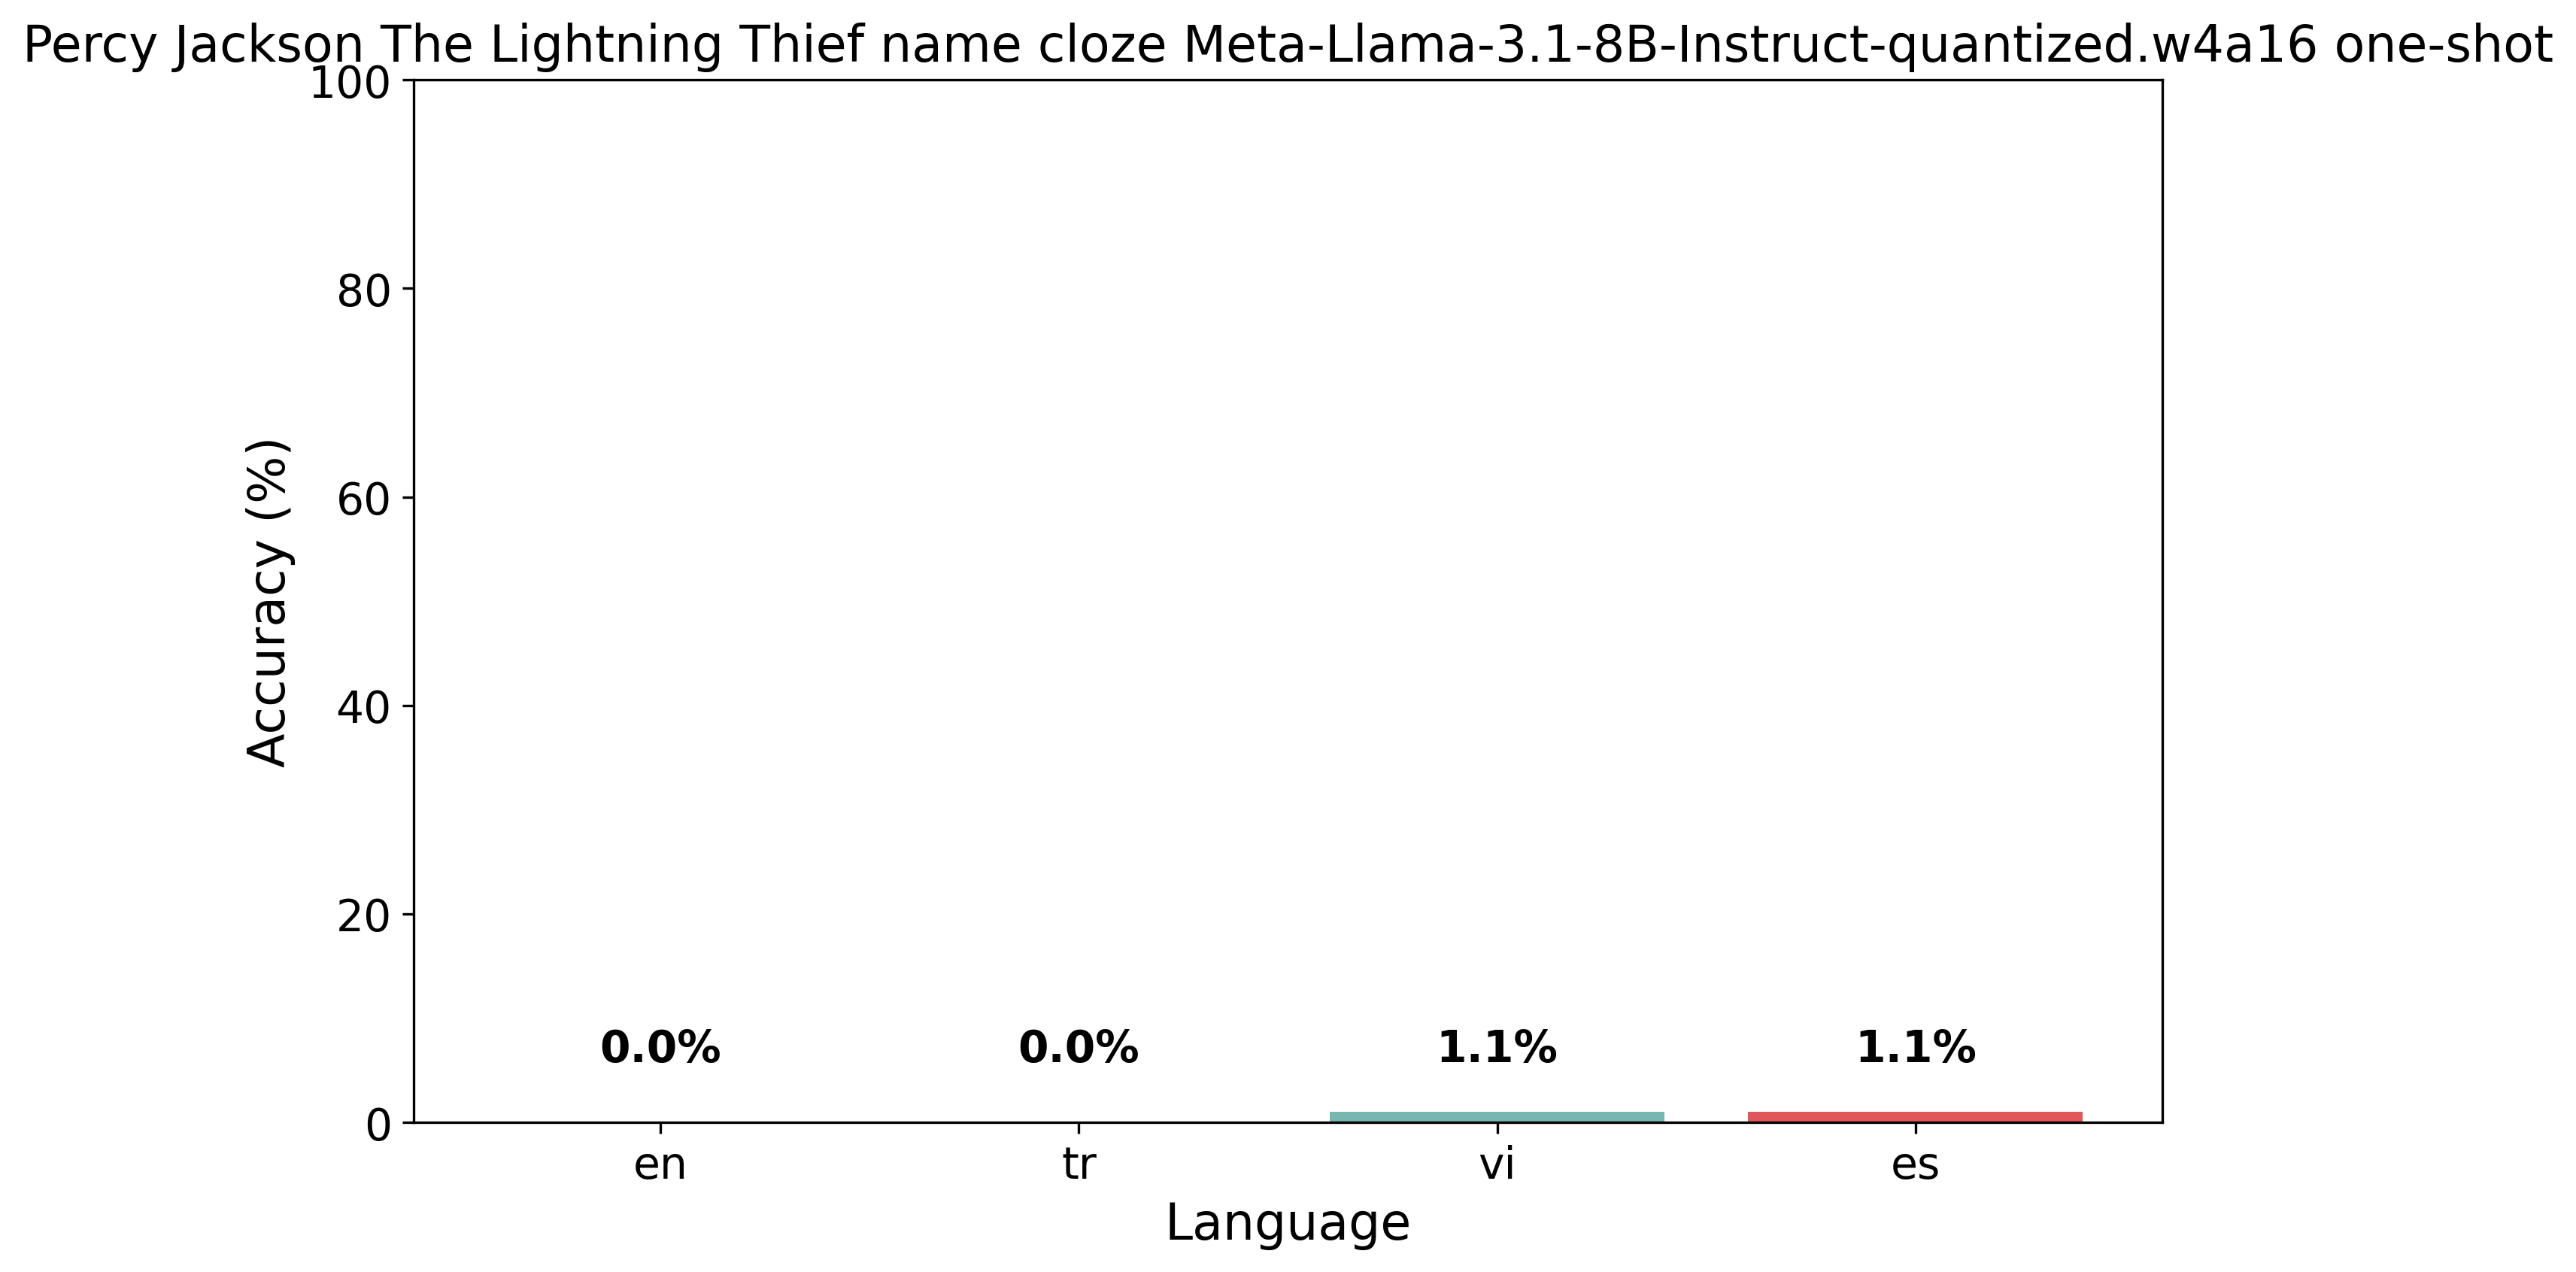 Percy Jackson The Lightning Thief name cloze Meta-Llama-3.1-8B-Instruct-quantized.w4a16 one-shot
100
80
60
40
20
0
Accuracy (%)
0.0% 0.0% 1.1% 1.1%
en tr vi es
Language